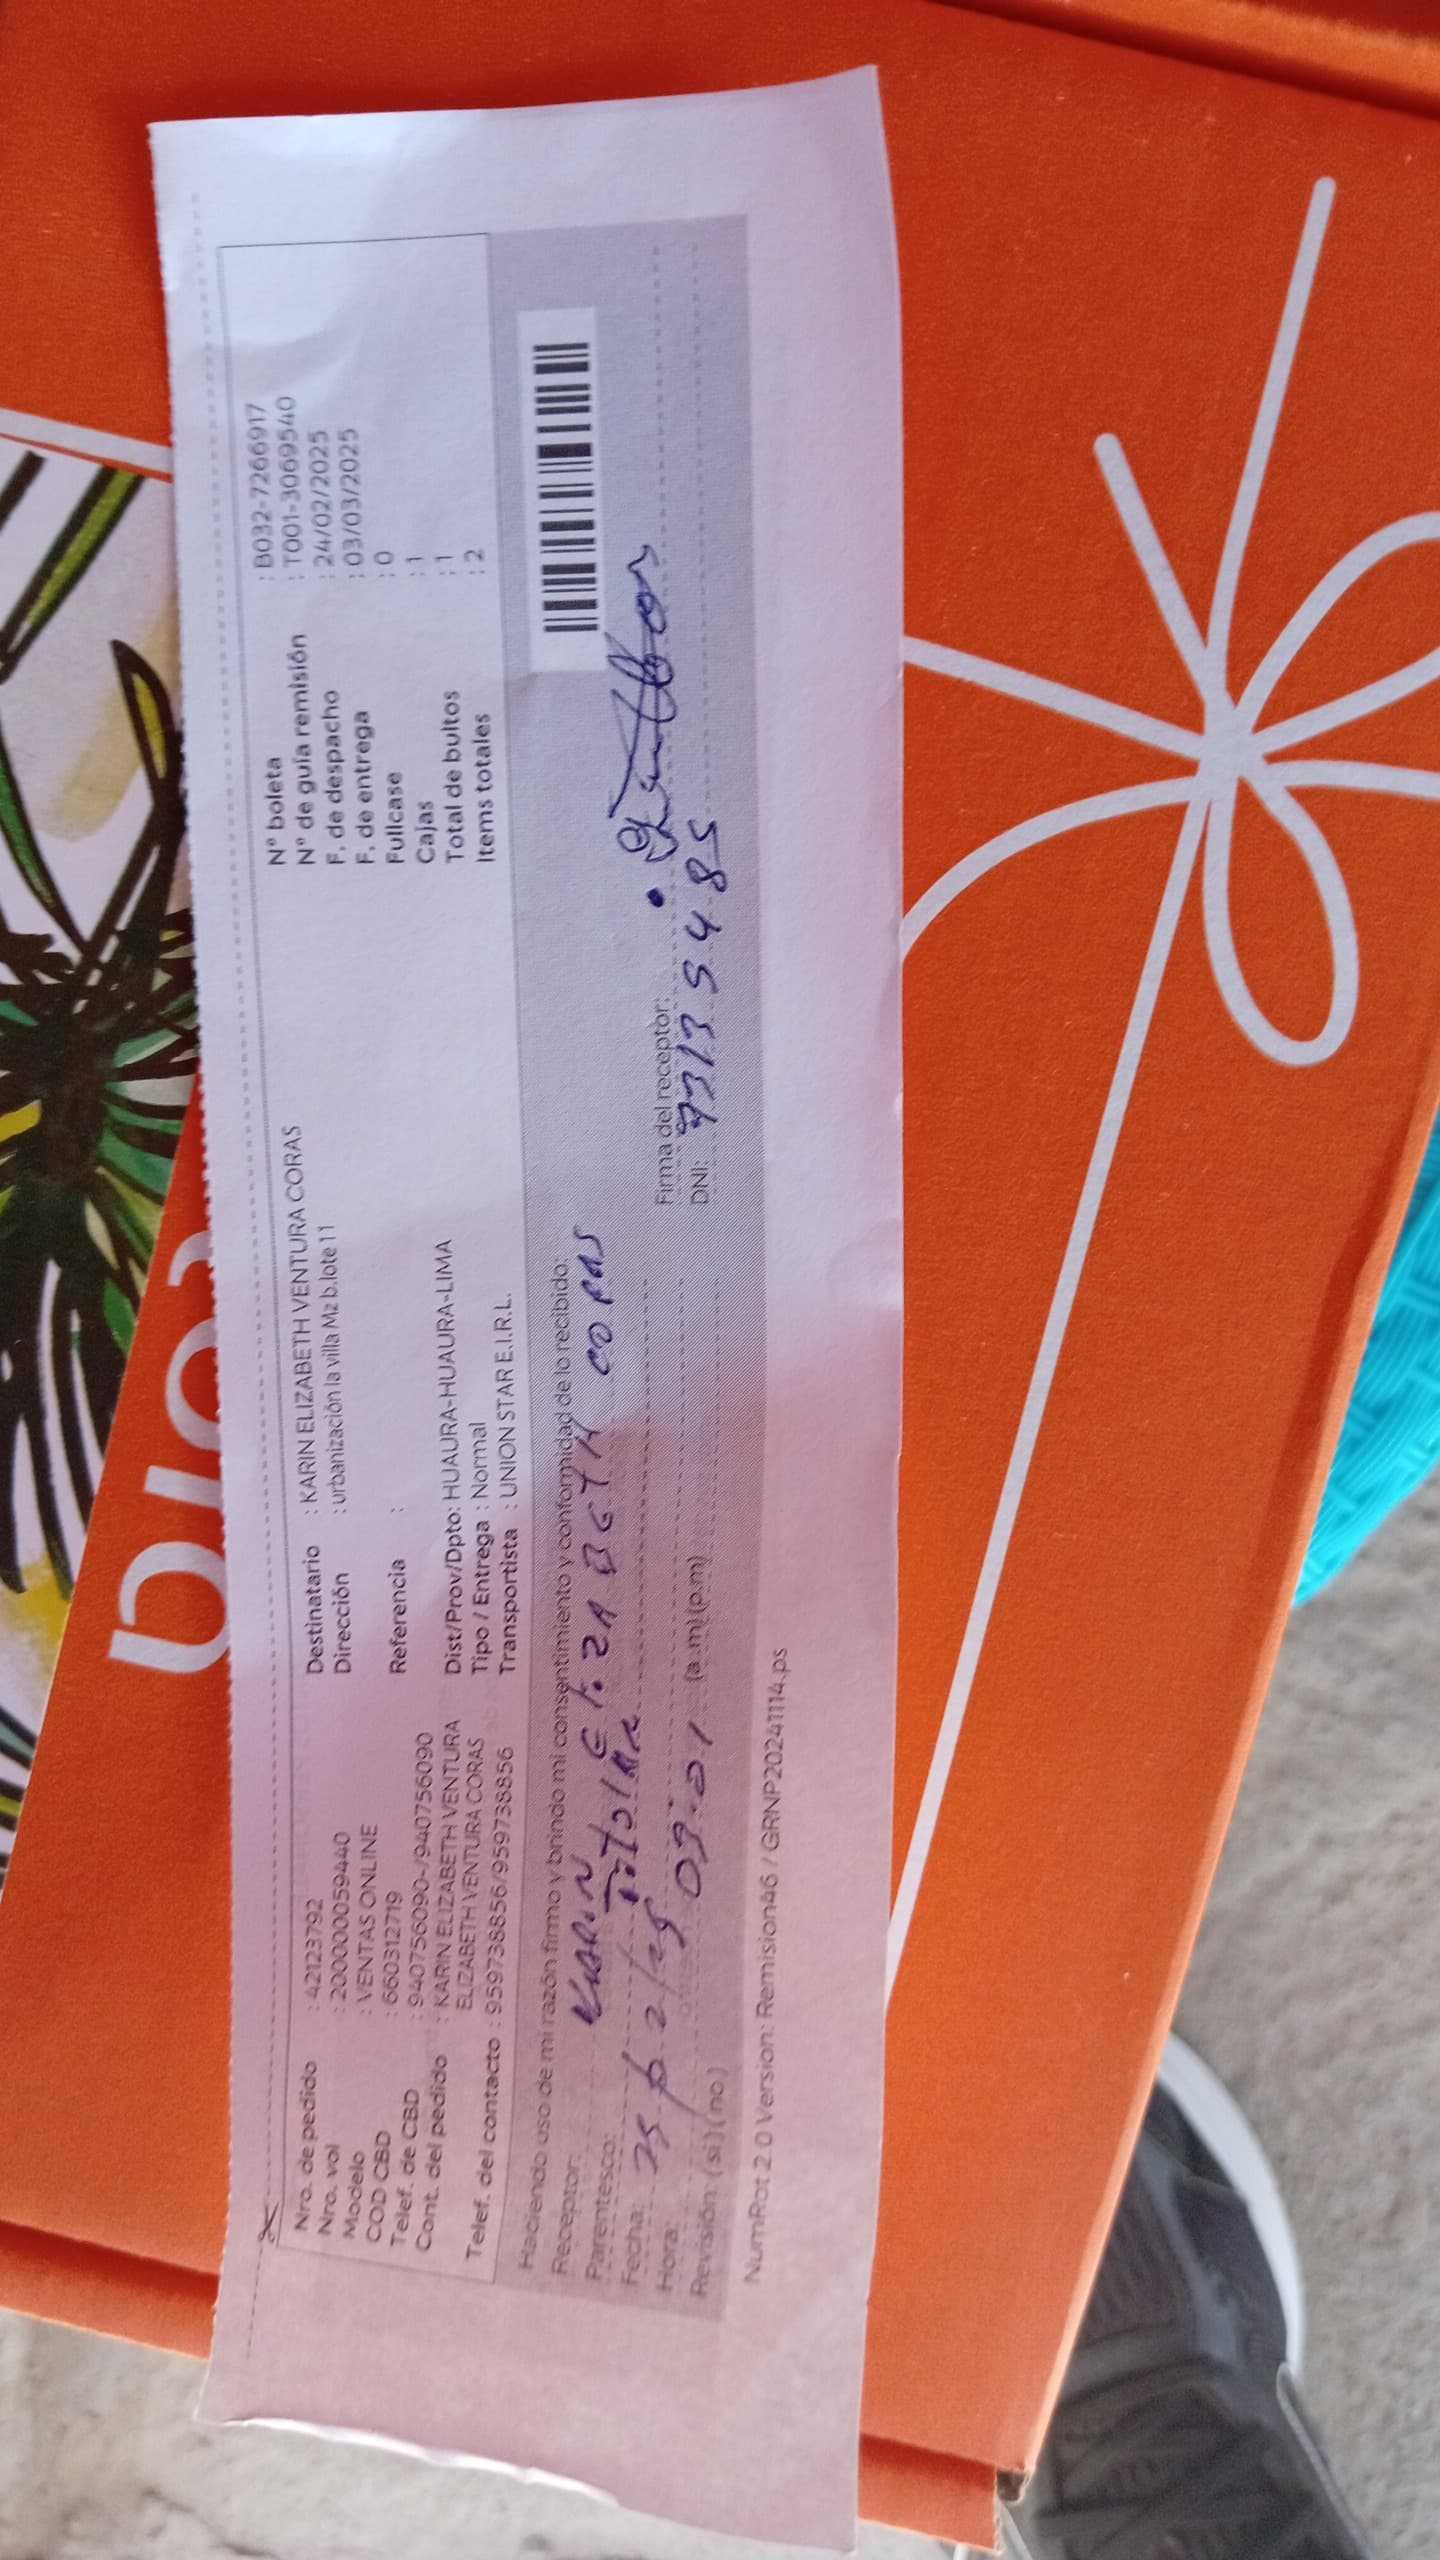 Nro. de pedido : 42123792
Nro. vol : 200000059440
Modelo : VENTAS ONLINE
COD CBD : 660312719
Telef. de CBD : 940756090-/940756090
Cont. del pedido : KARIN ELIZABETH VENTURA
ELIZABETH VENTURA CORAS
Telef. del contacto : 959738856/959738856
Destinatario : KARIN ELIZABETH VENTURA CORAS
Dirección : urbanización la villa Mz b.lote 11
Referencia :
Dist/Prov/Dpto: HUAURA-HUAURA-LIMA
Tipo / Entrega : Normal
Transportista : UNION STAR E.I.R.L.
N° boleta : B032-7266917
N° de guía remisión : T001-3069540
F. de despacho : 24/02/2025
F. de entrega : 03/03/2025
Fullcase : 0
Cajas : 1
Total de bultos : 1
Items totales : 2
Haciendo uso de mi razón firmo y brindo mi consentimiento y conformidad de lo recibido:
Receptor:
Parentesco:
Fecha:
Hora: 03:01 (a.m) (p.m)
Revisión: (si) (no)
Firma del receptor:
DNI:
NumRot 2.0 Version: Remision46 / GRNP20241114.ps